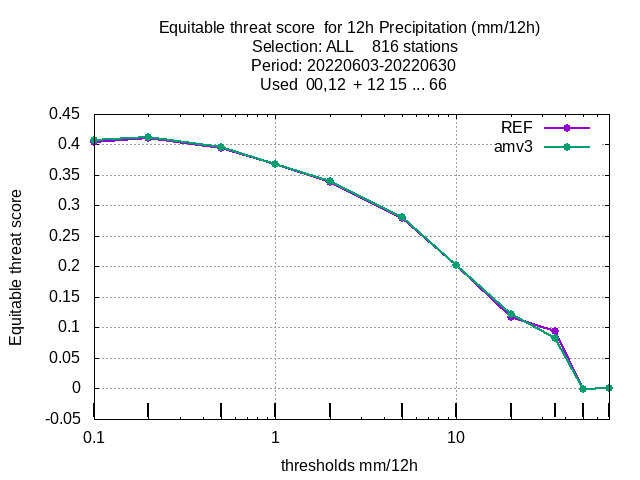 Equitable threat score  for 12h Precipitation (mm/12h)
Selection: ALL    816 stations
Period: 20220603-20220630
Used  00,12  + 12 15 ... 66
REF
amv3
0.45
0.4
0.35
0.3
0.25
0.2
0.15
0.1
0.05
0
-0.05
Equitable threat score
0.1 1 10
thresholds mm/12h